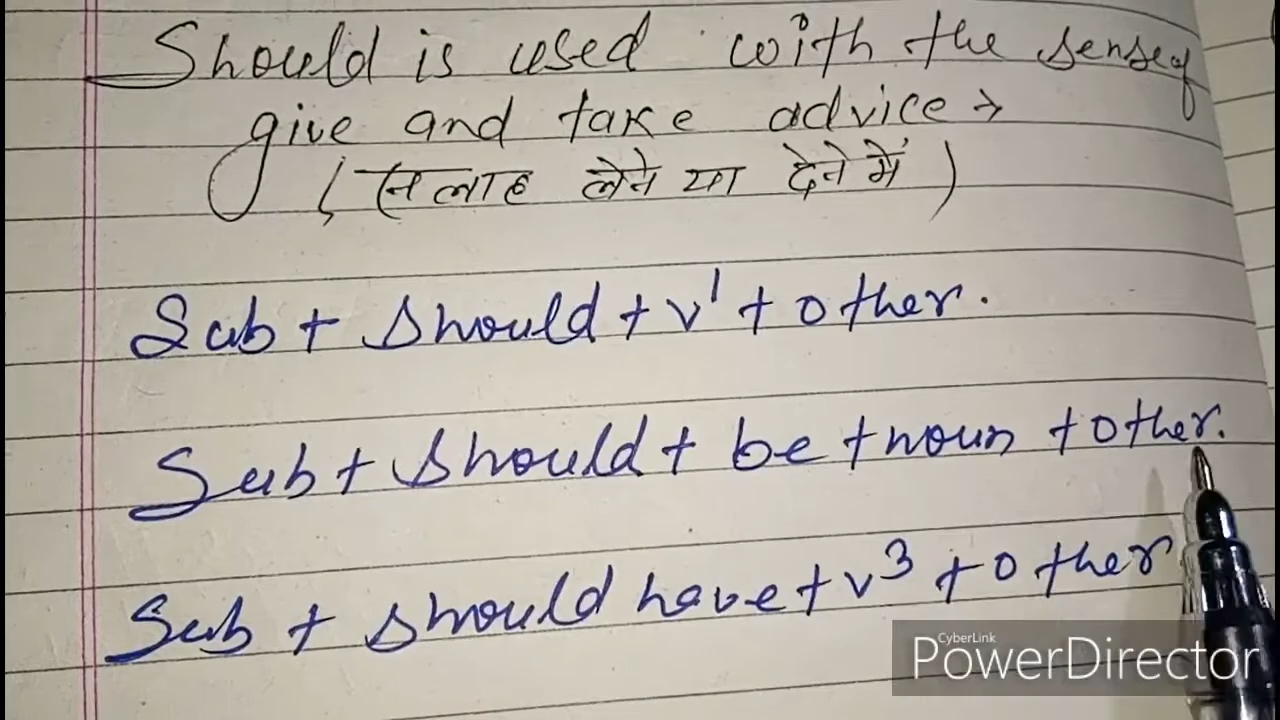 Should is used with the sense of
give and take advice →
(सलाह लेने या देने में)
Sub + should + v¹ + other.
Sub + should + be + noun + other.
Sub + should have + v³ + other
CyberLink
PowerDirector